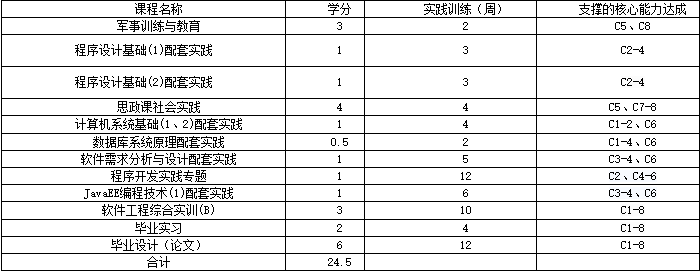 课程名称 学分 实践训练（周） 支撑的核心能力达成
军事训练与教育 3 2 C5、C8
程序设计基础(1)配套实践 1 3 C2-4
程序设计基础(2)配套实践 1 3 C2-4
思政课社会实践 4 4 C5、C7-8
计算机系统基础(1、2)配套实践 1 4 C1-2、C6
数据库系统原理配套实践 0.5 2 C1-4、C6
软件需求分析与设计配套实践 1 5 C3-4、C6
程序开发实践专题 1 12 C2、C4-6
JavaEE编程技术(1)配套实践 1 6 C3-4、C6
软件工程综合实训(B) 3 10 C1-8
毕业实习 2 4 C1-8
毕业设计（论文） 6 12 C1-8
合计 24.5